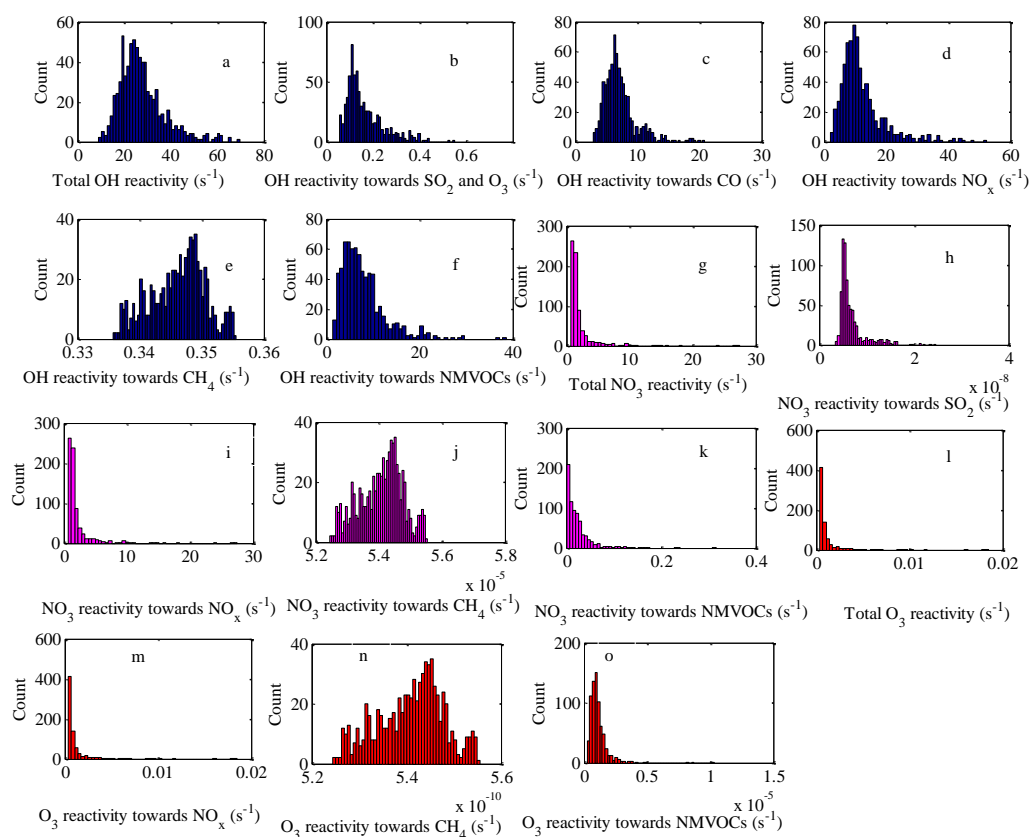 60
40
20
0
Count
a
0 20 40 60 80
Total OH reactivity (s-1)
100
50
0
Count
b
0 0.2 0.4 0.6
OH reactivity towards SO2 and O3 (s-1)
80
60
40
20
0
Count
c
0 10 20 30
OH reactivity towards CO (s-1)
80
60
40
20
0
Count
d
0 20 40 60
OH reactivity towards NOx (s-1)
40
20
0
Count
e
0.33 0.34 0.35 0.36
OH reactivity towards CH4 (s-1)
80
60
40
20
0
Count
f
0 20 40
OH reactivity towards NMVOCs (s-1)
300
200
100
0
Count
g
0 10 20 30
Total NO3 reactivity (s-1)
150
100
50
0
Count
h
0 2 4
x 10-8
NO3 reactivity towards SO2 (s-1)
300
200
100
0
Count
i
0 10 20 30
NO3 reactivity towards NOx (s-1)
40
20
0
Count
j
5.2 5.4 5.6 5.8
x 10-5
NO3 reactivity towards CH4 (s-1)
300
200
100
0
Count
k
0 0.2 0.4
NO3 reactivity towards NMVOCs (s-1)
600
400
200
0
Count
l
0 0.01 0.02
Total O3 reactivity (s-1)
600
400
200
0
Count
m
0 0.01 0.02
O3 reactivity towards NOx (s-1)
40
20
0
Count
n
5.2 5.4 5.6
x 10-10
O3 reactivity towards CH4 (s-1)
200
100
0
Count
o
0 0.5 1 1.5
x 10-5
O3 reactivity towards NMVOCs (s-1)